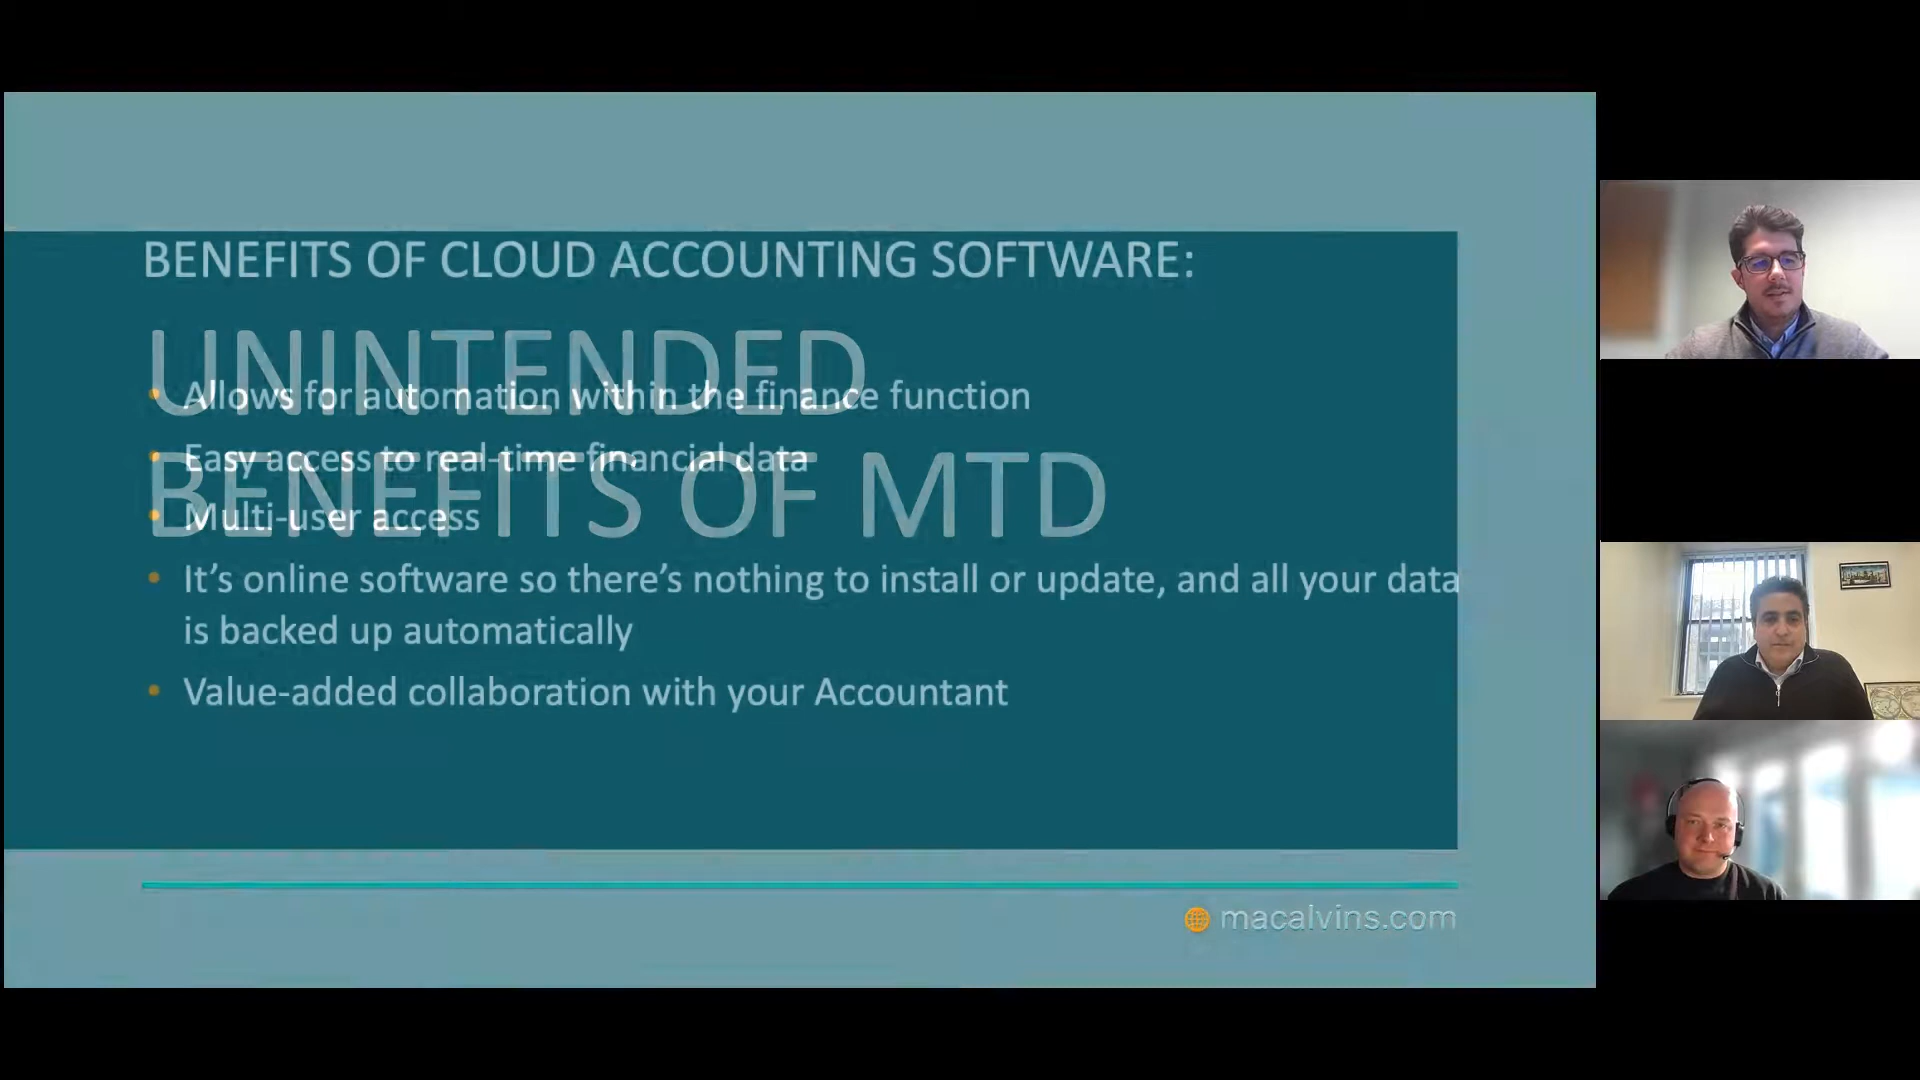 BENEFITS OF CLOUD ACCOUNTING SOFTWARE:
UNINTENDED
BENEFITS OF MTD
• Allows for automation within the finance function
• Easy access to real-time financial data
• Multi-user access
• It’s online software so there’s nothing to install or update, and all your data
is backed up automatically
• Value-added collaboration with your Accountant
macalvins.com